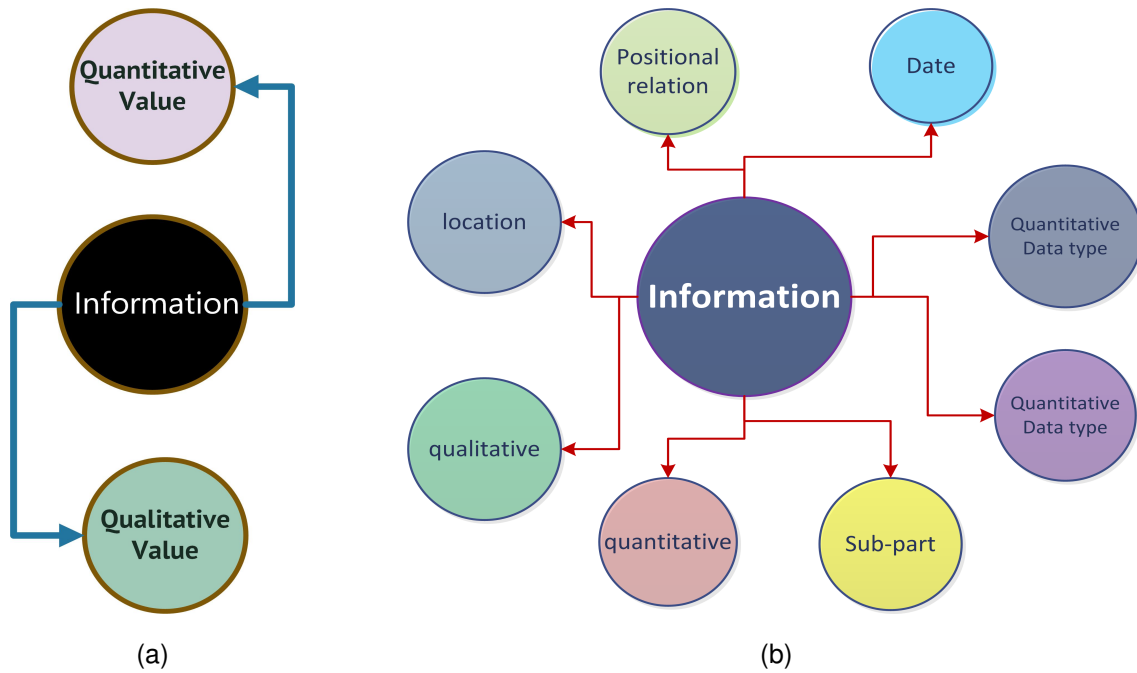 Quantitative
Value
Information
Qualitative
Value
(a)
Positional
relation
Date
location
Quantitative
Data type
Information
Quantitative
Data type
qualitative
quantitative
Sub-part
(b)